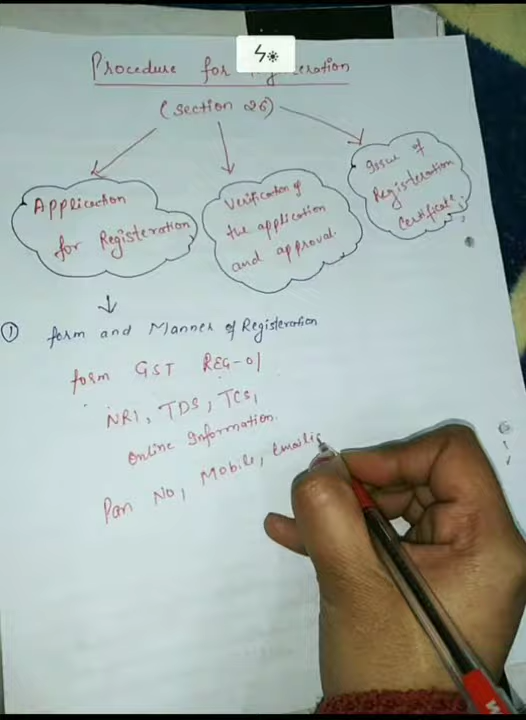 Procedure for
(section 26)
Application
for Registeration
Verification of
the application
and approval.
Issue of
Registeration
certificate
① form and Manner of Registeration
form GST REG-01
NRI, TDS, TCS,
Online Information.
Pan No, Mobile, emaili